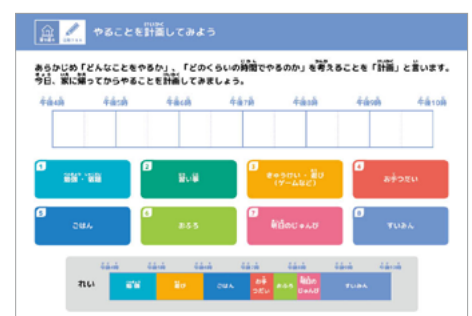 やることを計画してみよう
あらかじめ「どんなことをやるか」、「どのくらいの時間でやるのか」を考えることを「計画」と言います。
今日、家に帰ってからやることを計画してみましょう。
午後4時 午後5時 午後6時 午後7時 午後8時 午後9時 午後10時
1 勉強・宿題
2 習い事
3 きゅうけい・遊び
(ゲームなど)
4 お手つだい
5 ごはん
6 おふろ
7 明日のじゅんび
8 すいみん
れい
勉強 遊び ごはん お手つだい おふろ 明日のじゅんび すいみん